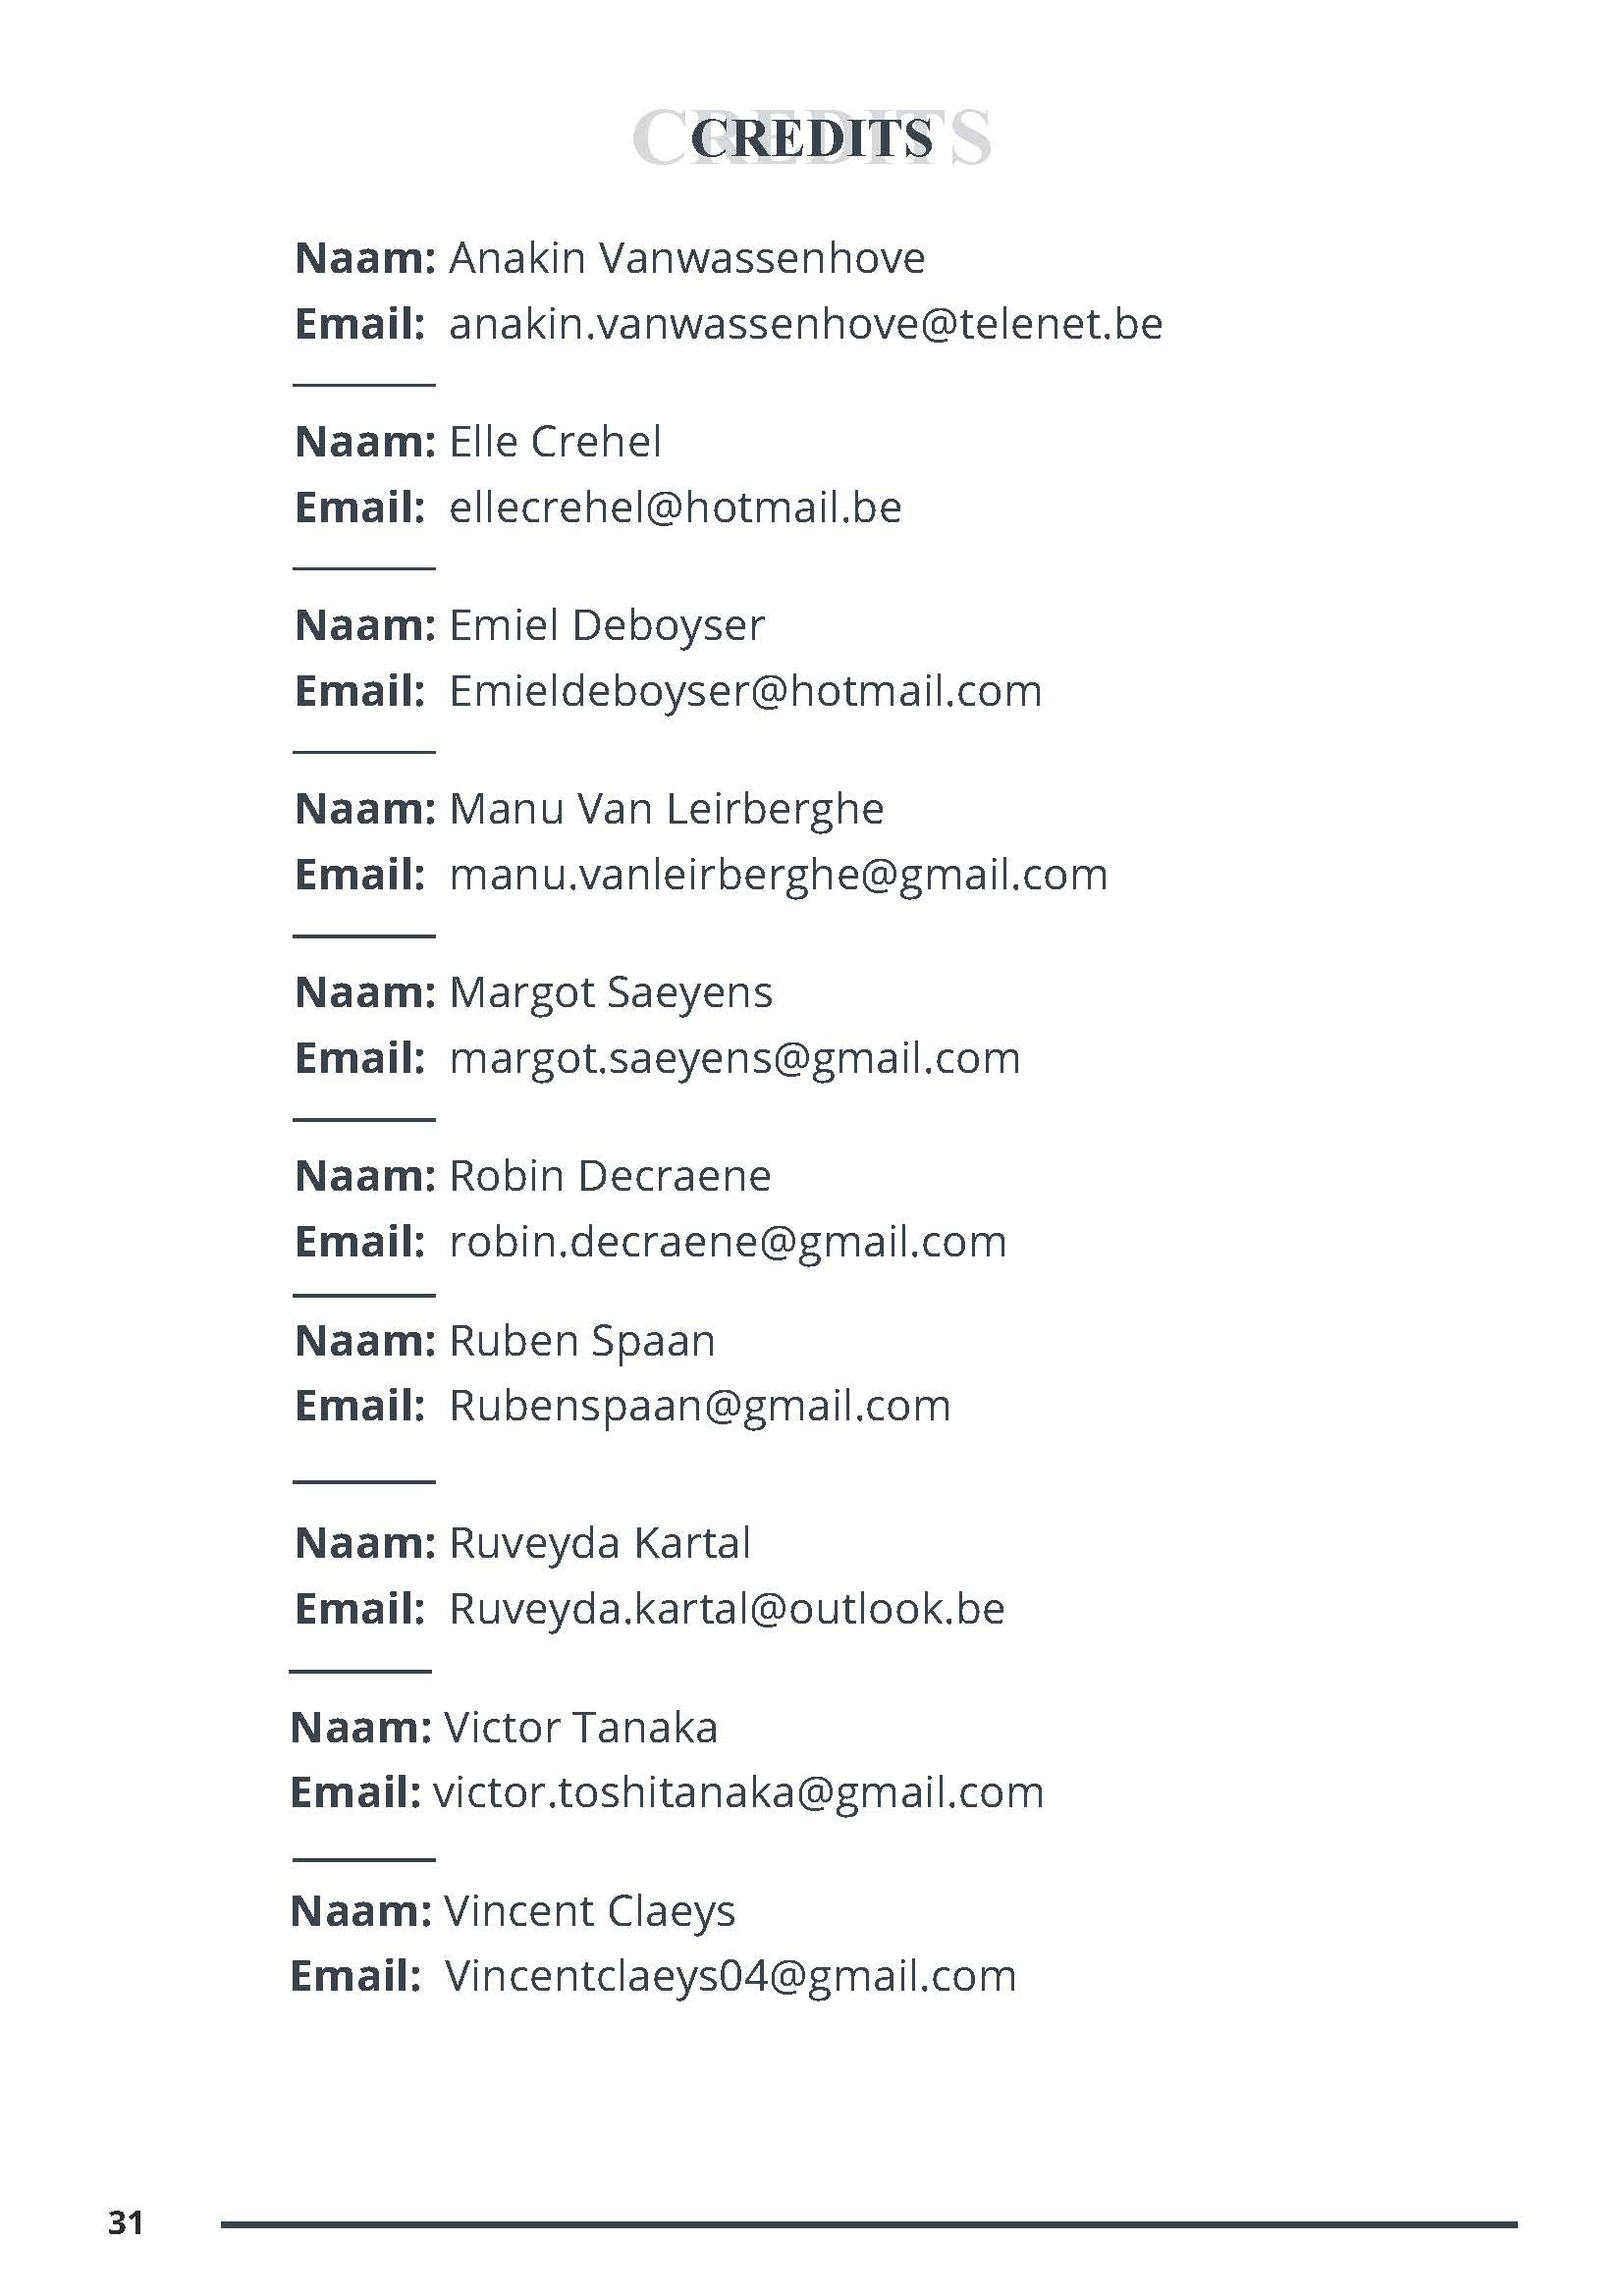 CREDITS
Naam: Anakin Vanwassenhove
Email: anakin.vanwassenhove@telenet.be
Naam: Elle Crehel
Email: ellecrehel@hotmail.be
Naam: Emiel Deboyser
Email: Emieldeboyser@hotmail.com
Naam: Manu Van Leirberghe
Email: manu.vanleirberghe@gmail.com
Naam: Margot Saeyens
Email: margot.saeyens@gmail.com
Naam: Robin Decraene
Email: robin.decraene@gmail.com
Naam: Ruben Spaan
Email: Rubenspaan@gmail.com
Naam: Ruveyda Kartal
Email: Ruveyda.kartal@outlook.be
Naam: Victor Tanaka
Email: victor.toshitanaka@gmail.com
Naam: Vincent Claeys
Email: Vincentclaeys04@gmail.com
31